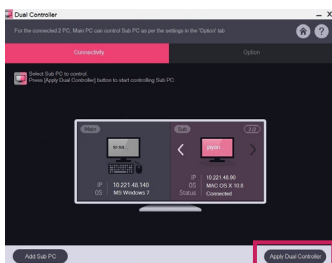 Dual Controller
For the connected 2 PC, Main PC can control Sub PC as per the settings in the 'Option' tab
Connectivity
Option
Select Sub PC to control.
Press [Apply Dual Controller] button to start controlling Sub PC.
Main
Sub
IP 10.221.48.140
OS MS Windows 7
IP 10.221.48.90
OS MAC OS X 10.8
Status Connected
Add Sub PC
Apply Dual Controller